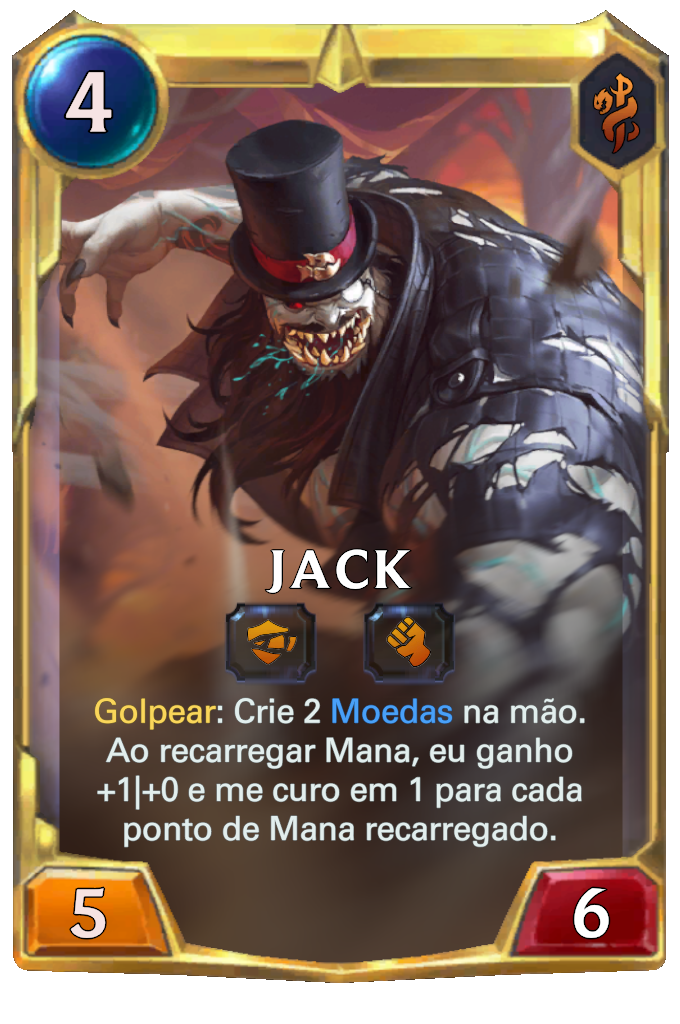 4
JACK
Golpear: Crie 2 Moedas na mão.
Ao recarregar Mana, eu ganho
+1|+0 e me curo em 1 para cada
ponto de Mana recarregado.
5
6